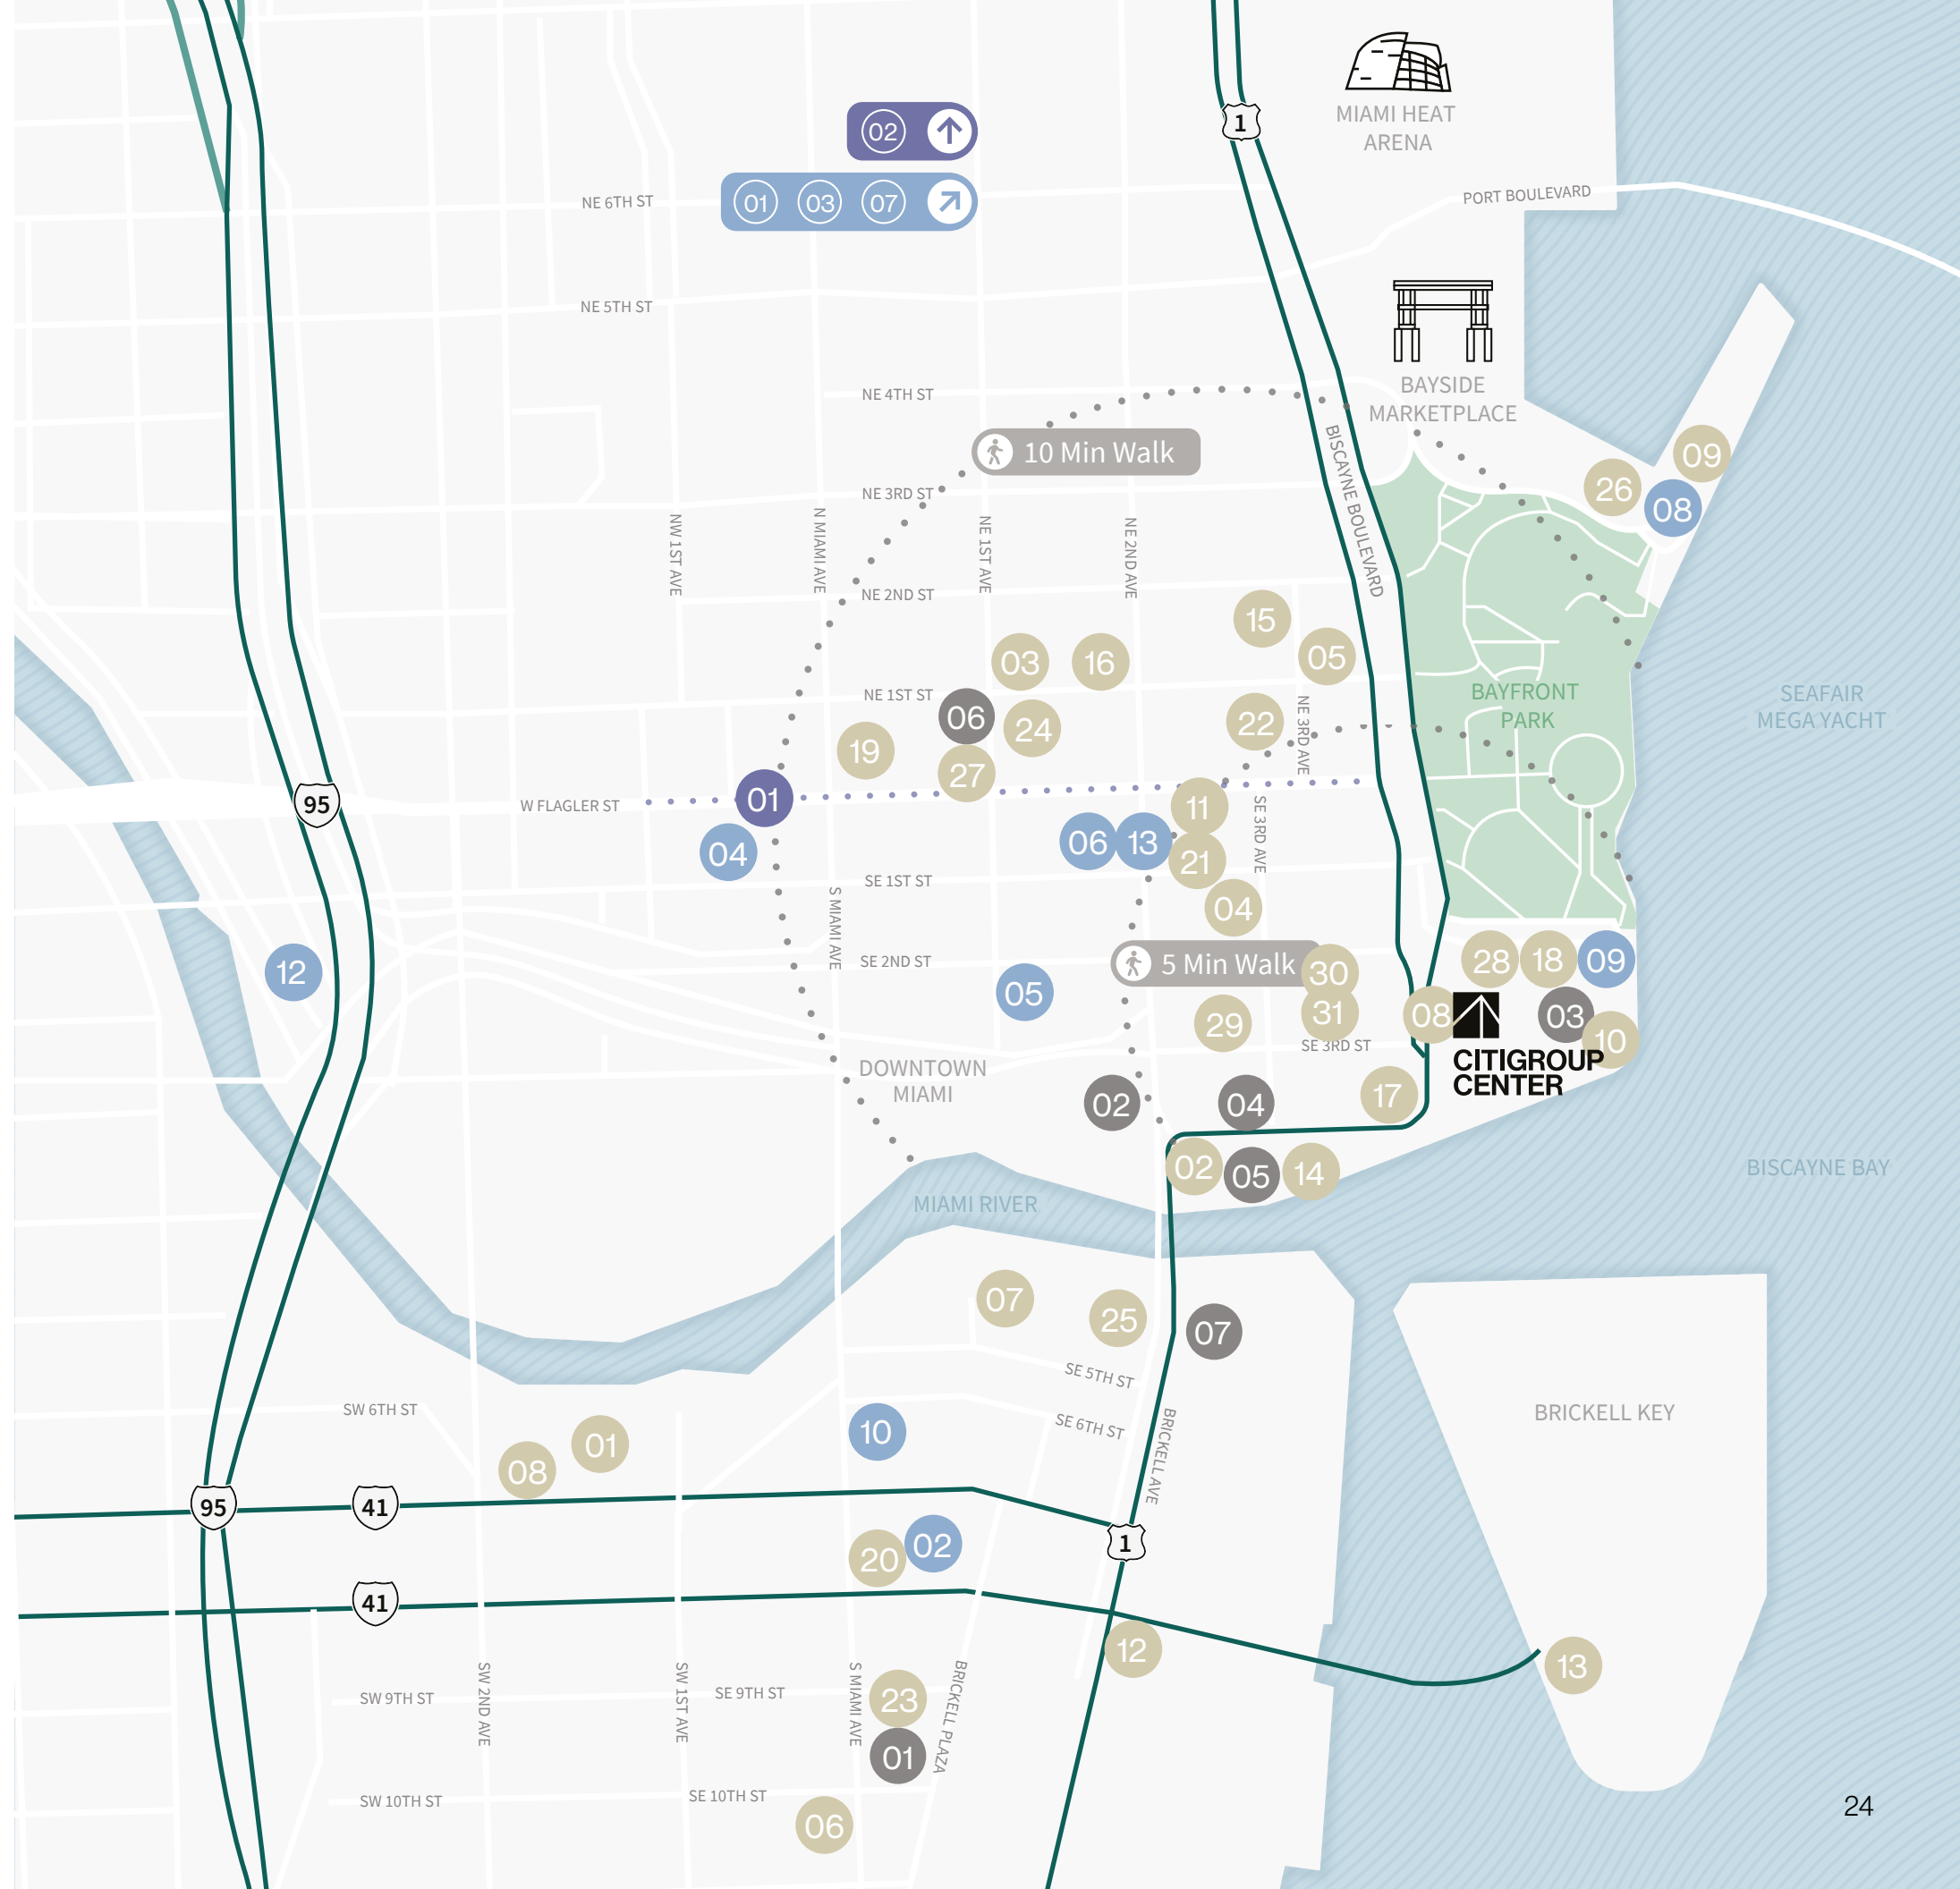 1
MIAMI HEAT
ARENA
02
NE 6TH ST
01 03 07
PORT BOULEVARD
NE 5TH ST
BAYSIDE
MARKETPLACE
NE 4TH ST
10 Min Walk
BISCAYNE BOULEVARD
09
26
08
NE 3RD ST
NW 1ST AVE
N MIAMI AVE
NE 1ST AVE
NE 2ND AVE
NE 2ND ST
15
03
16
05
NE 1ST ST
06
24
22
NE 3RD AVE
BAYFRONT
PARK
SEAFAIR
MEGA YACHT
19
27
95
W FLAGLER ST
01
11
04
06
13
21
SE 3RD AVE
SE 1ST ST
04
S MIAMI AVE
12
SE 2ND ST
5 Min Walk
30
28
18
09
05
29
31
08
03
10
SE 3RD ST
CITIGROUP
CENTER
DOWNTOWN
MIAMI
02
04
17
02
05
14
BISCAYNE BAY
MIAMI RIVER
07
25
07
SE 5TH ST
SW 6TH ST
SE 6TH ST
BRICKELL AVE
BRICKELL KEY
01
10
08
95
41
20
02
1
41
12
13
SW 2ND AVE
SW 1ST AVE
S MIAMI AVE
BRICKELL PLAZA
SW 9TH ST
SE 9TH ST
23
01
SW 10TH ST
SE 10TH ST
06
24